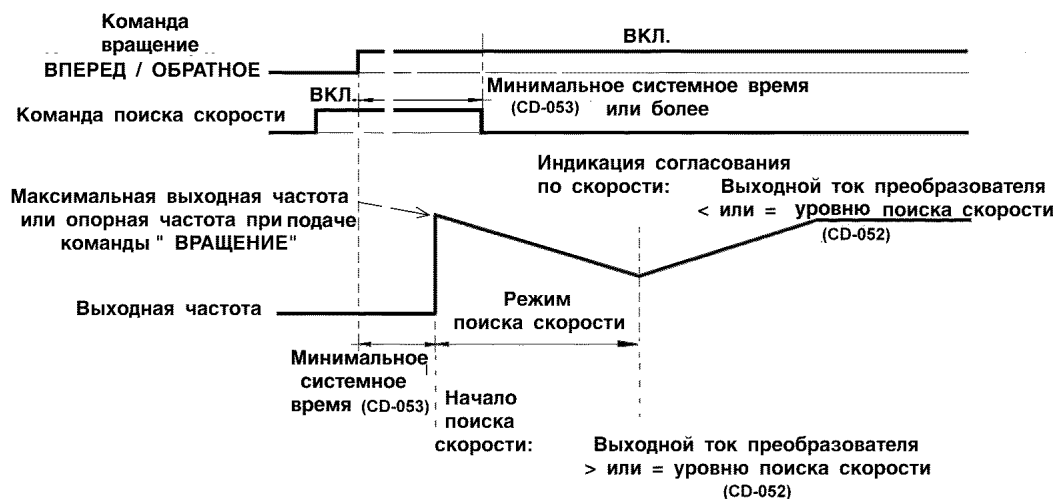 Команда
вращение
ВПЕРЕД / ОБРАТНОЕ
ВКЛ.
ВКЛ.
Минимальное системное время
(CD-053) или более
Команда поиска скорости
Индикация согласования
по скорости: Выходной ток преобразователя
< или = уровню поиска скорости
(CD-052)
Максимальная выходная частота
или опорная частота при подаче
команды " ВРАЩЕНИЕ"
Выходная частота
Режим
поиска скорости
Минимальное
системное
время (CD-053)
Начало
поиска
скорости: Выходной ток преобразователя
> или = уровню поиска скорости
(CD-052)